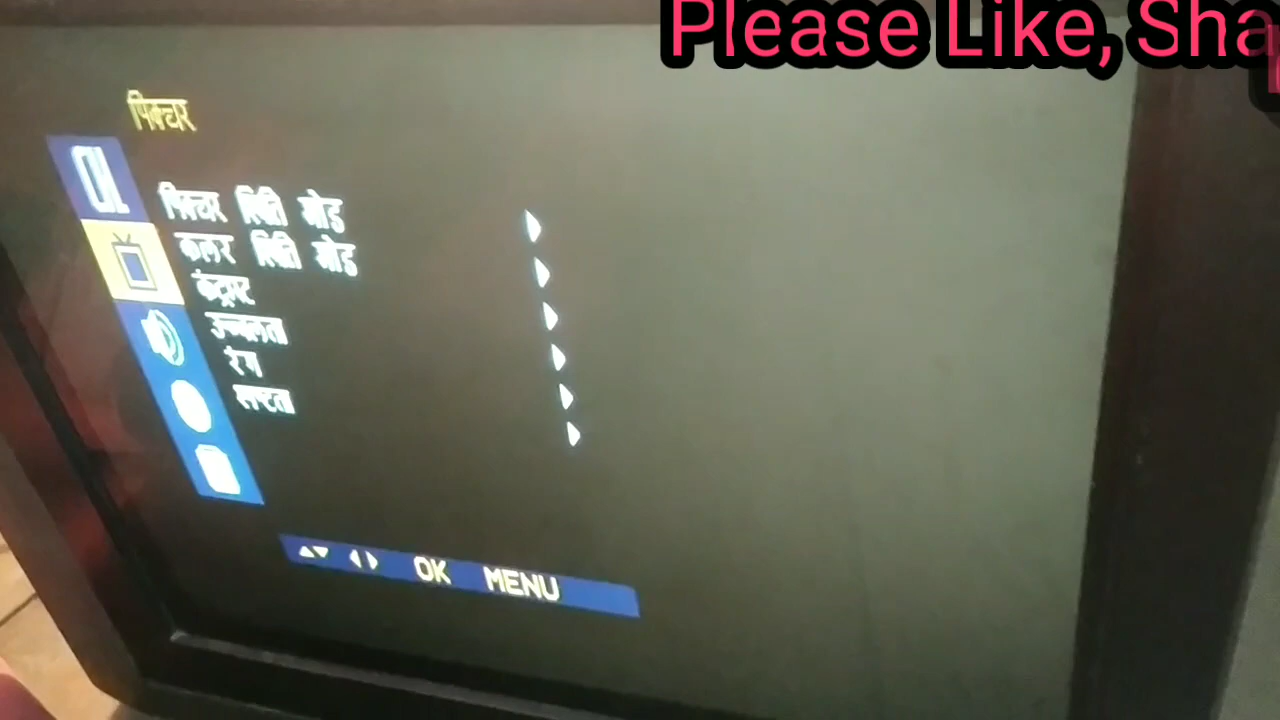 Please Like, Sha
पिक्चर
पिक्चर स्थिति मोड
कलर स्थिति मोड
कंट्रास्ट
उज्ज्वलता
रंग
स्पष्टता
OK MENU